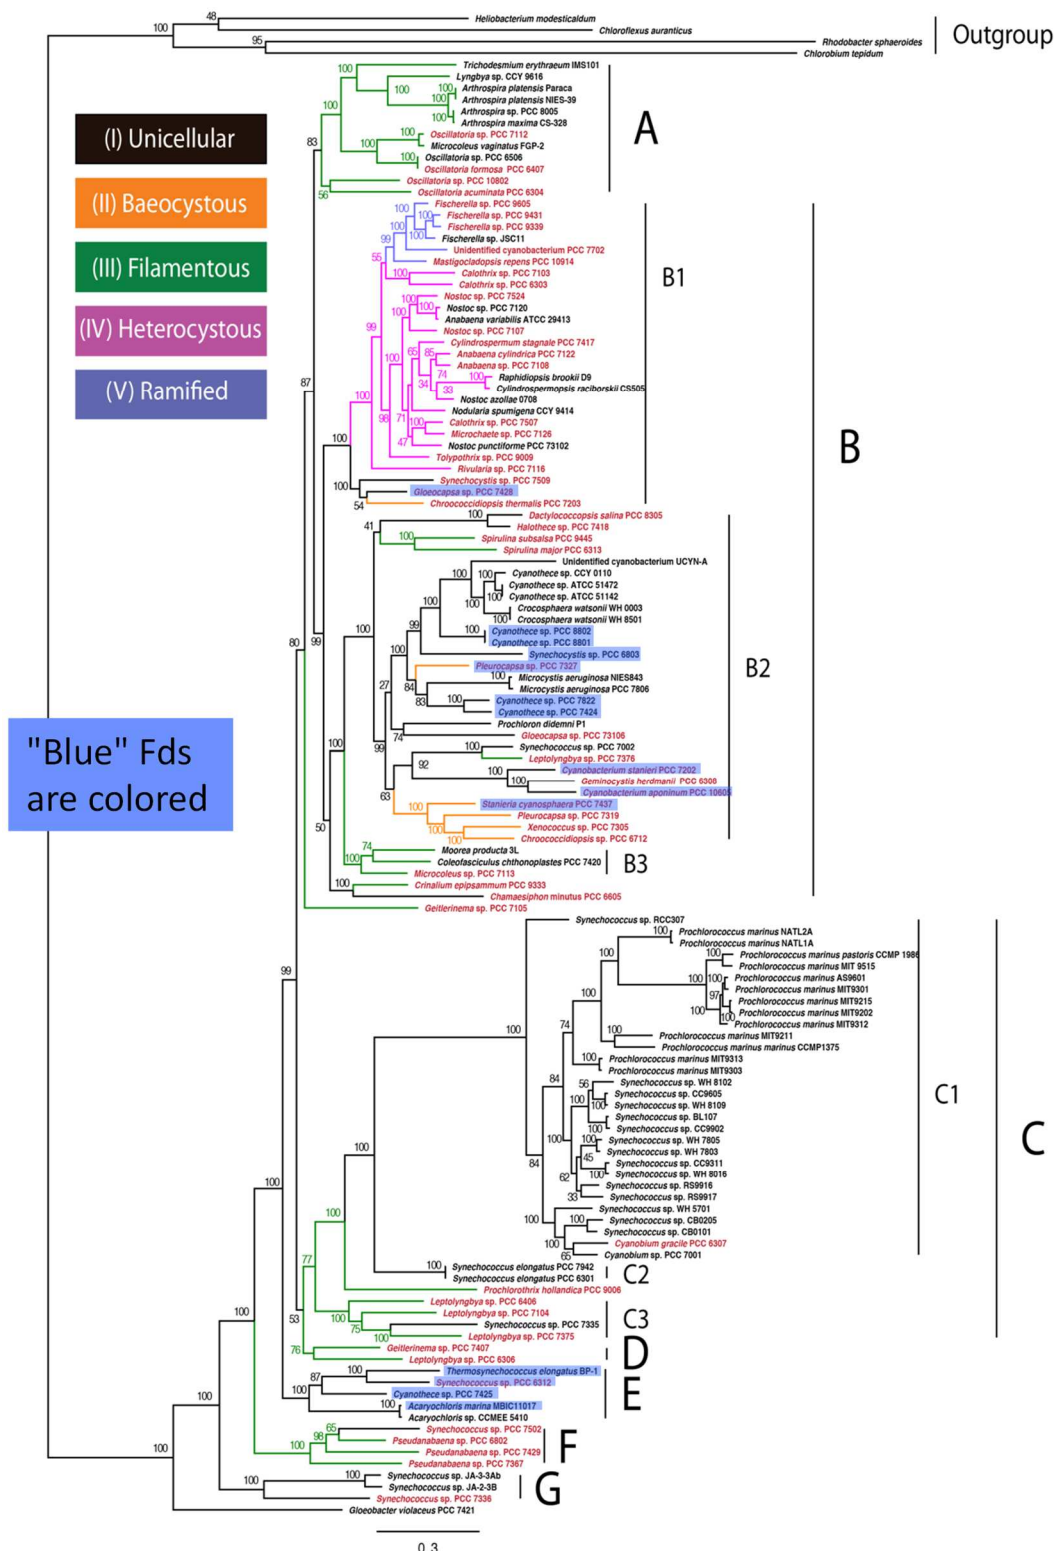 Heliobacterium modesticaldum
Chloroflexus auranticus
Rhodobacter sphaeroides
Chlorobium tepidum
Outgroup
100
48
95
(I) Unicellular
(II) Baeocystous
(III) Filamentous
(IV) Heterocystous
(V) Ramified
"Blue" Fds
are colored
Trichodesmium erythraeum IMS101
Lyngbya sp. CCY 9616
Arthrospira platensis Paraca
Arthrospira platensis NIES-39
Arthrospira sp. PCC 8005
Arthrospira maxima CS-328
Oscillatoria sp. PCC 7112
Microcoleus vaginatus FGP-2
Oscillatoria sp. PCC 6506
Oscillatoria formosa PCC 6407
Oscillatoria sp. PCC 10802
Oscillatoria acuminata PCC 6304
A
Fischerella sp. PCC 9605
Fischerella sp. PCC 9431
Fischerella sp. PCC 9339
Fischerella sp. JSC11
Unidentified cyanobacterium PCC 7702
Mastigocladopsis repens PCC 10914
Calothrix sp. PCC 7103
Calothrix sp. PCC 6303
Nostoc sp. PCC 7524
Nostoc sp. PCC 7120
Anabaena variabilis ATCC 29413
Nostoc sp. PCC 7107
Cylindrospermum stagnale PCC 7417
Anabaena cylindrica PCC 7122
Anabaena sp. PCC 7108
Raphidiopsis brookii D9
Cylindrospermopsis raciborskii CS505
Nostoc azollae 0708
Nodularia spumigena CCY 9414
Calothrix sp. PCC 7507
Microchaete sp. PCC 7126
Nostoc punctiforme PCC 73102
Tolypothrix sp. PCC 9009
Rivularia sp. PCC 7116
Synechocystis sp. PCC 7509
Gloeocapsa sp. PCC 7428
Chroococcidiopsis thermalis PCC 7203
B1
B
Dactylococcopsis salina PCC 8305
Halothece sp. PCC 7418
Spirulina subsalsa PCC 9445
Spirulina major PCC 6313
Unidentified cyanobacterium UCYN-A
Cyanothece sp. CCY 0110
Cyanothece sp. ATCC 51472
Cyanothece sp. ATCC 51142
Crocosphaera watsonii WH 0003
Crocosphaera watsonii WH 8501
Cyanothece sp. PCC 8802
Cyanothece sp. PCC 8801
Synechocystis sp. PCC 6803
Pleurocapsa sp. PCC 7327
Microcystis aeruginosa NIES843
Microcystis aeruginosa PCC 7806
Cyanothece sp. PCC 7822
Cyanothece sp. PCC 7424
Prochloron didemni P1
Gloeocapsa sp. PCC 73106
Synechococcus sp. PCC 7002
Leptolyngbya sp. PCC 7376
Cyanobacterium stanieri PCC 7202
Geminocystis herdmanii PCC 6308
Cyanobacterium aponinum PCC 10605
Stanieria cyanosphaera PCC 7437
Pleurocapsa sp. PCC 7319
Xenococcus sp. PCC 7305
Chroococcidiopsis sp. PCC 6712
B2
Moorea producta 3L
Coleofasciculus chthonoplastes PCC 7420
Microcoleus sp. PCC 7113
B3
Crinalium epipsammum PCC 9333
Chamaesiphon minutus PCC 6605
Geitlerinema sp. PCC 7105
Synechococcus sp. RCC307
Prochlorococcus marinus NATL2A
Prochlorococcus marinus NATL1A
Prochlorococcus marinus pastoris CCMP 1986
Prochlorococcus marinus MIT 9515
Prochlorococcus marinus AS9601
Prochlorococcus marinus MIT9301
Prochlorococcus marinus MIT9215
Prochlorococcus marinus MIT9202
Prochlorococcus marinus MIT9312
Prochlorococcus marinus MIT9211
Prochlorococcus marinus marinus CCMP1375
Prochlorococcus marinus MIT9313
Prochlorococcus marinus MIT9303
Synechococcus sp. WH 8102
Synechococcus sp. CC9605
Synechococcus sp. WH 8109
Synechococcus sp. BL107
Synechococcus sp. CC9902
Synechococcus sp. WH 7805
Synechococcus sp. WH 7803
Synechococcus sp. CC9311
Synechococcus sp. WH 8016
Synechococcus sp. RS9916
Synechococcus sp. RS9917
Synechococcus sp. WH 5701
Synechococcus sp. CB0205
Synechococcus sp. CB0101
Cyanobium gracile PCC 6307
Cyanobium sp. PCC 7001
C1
C
Synechococcus elongatus PCC 7942
Synechococcus elongatus PCC 6301
C2
Prochlorothrix hollandica PCC 9006
Leptolyngbya sp. PCC 6406
Leptolyngbya sp. PCC 7104
Synechococcus sp. PCC 7335
Leptolyngbya sp. PCC 7375
C3
Geitlerinema sp. PCC 7407
Leptolyngbya sp. PCC 6306
D
Thermosynechococcus elongatus BP-1
Synechococcus sp. PCC 6312
Cyanothece sp. PCC 7425
Acaryochloris marina MBIC11017
Acaryochloris sp. CCMEE 5410
E
Synechococcus sp. PCC 7502
Pseudanabaena sp. PCC 6802
Pseudanabaena sp. PCC 7429
Pseudanabaena sp. PCC 7367
F
Synechococcus sp. JA-3-3Ab
Synechococcus sp. JA-2-3B
Synechococcus sp. PCC 7336
G
Gloeobacter violaceus PCC 7421
0.3